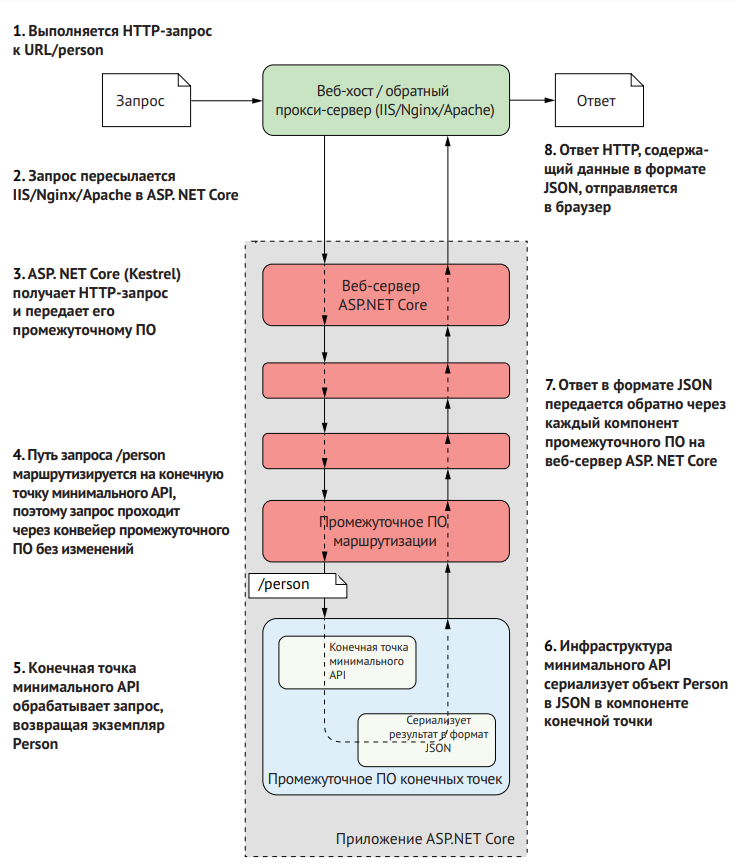 1. Выполняется HTTP-запрос
к URL/person
Запрос
Веб-хост / обратный
прокси-сервер (IIS/Nginx/Apache)
Ответ
2. Запрос пересылается
IIS/Nginx/Apache в ASP. NET Core
8. Ответ HTTP, содержа-
щий данные в формате
JSON, отправляется
в браузер
3. ASP. NET Core (Kestrel)
получает HTTP-запрос
и передает его
промежуточному ПО
Веб-сервер
ASP.NET Core
7. Ответ в формате JSON
передается обратно через
каждый компонент
промежуточного ПО на
веб-сервер ASP. NET Core
4. Путь запроса /person
маршрутизируется на конечную
точку минимального API,
поэтому запрос проходит
через конвейер промежуточного
ПО без изменений
Промежуточное ПО
маршрутизации
/person
5. Конечная точка
минимального API
обрабатывает запрос,
возвращая экземпляр
Person
Конечная точка
минимального
API
Сериализует
результат в формат
JSON
Промежуточное ПО конечных точек
6. Инфраструктура
минимального API
сериализует объект Person
в JSON в компоненте
конечной точки
Приложение ASP.NET Core